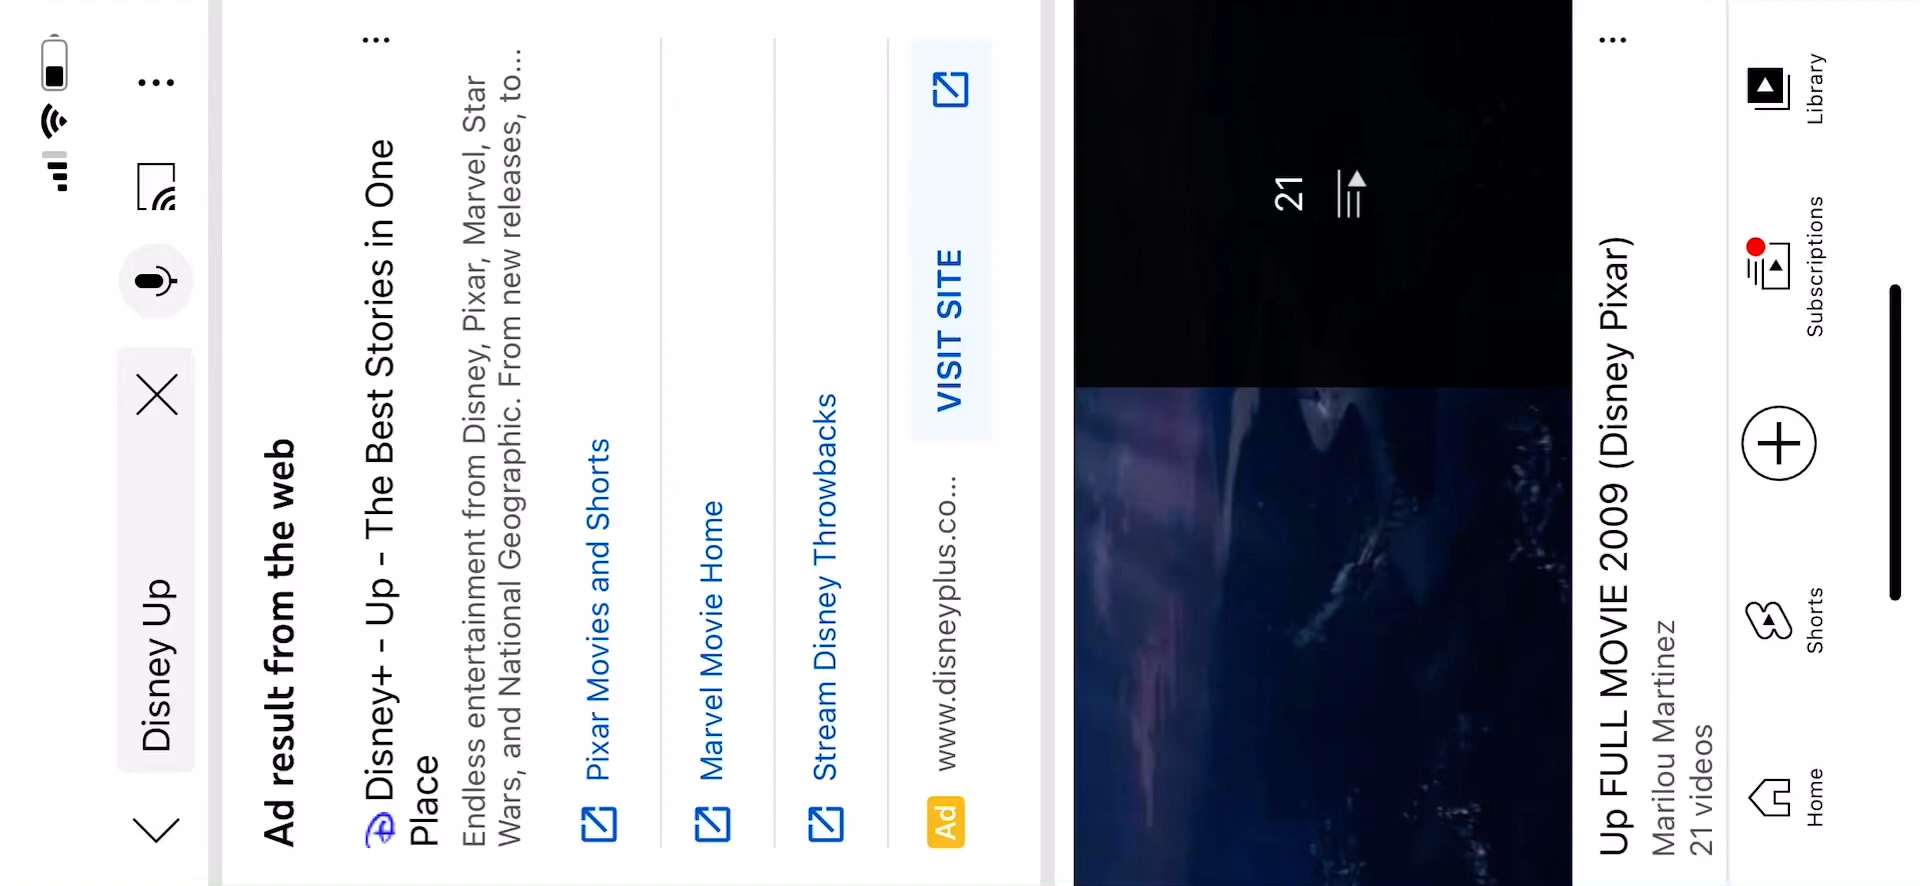 Disney Up
Ad result from the web
Disney+ - Up - The Best Stories in One
Place
Endless entertainment from Disney, Pixar, Marvel, Star
Wars, and National Geographic. From new releases, to...
Pixar Movies and Shorts
Marvel Movie Home
Stream Disney Throwbacks
Ad www.disneyplus.co... VISIT SITE
21
Up FULL MOVIE 2009 (Disney Pixar)
Marilou Martinez
21 videos
Home Shorts Subscriptions Library